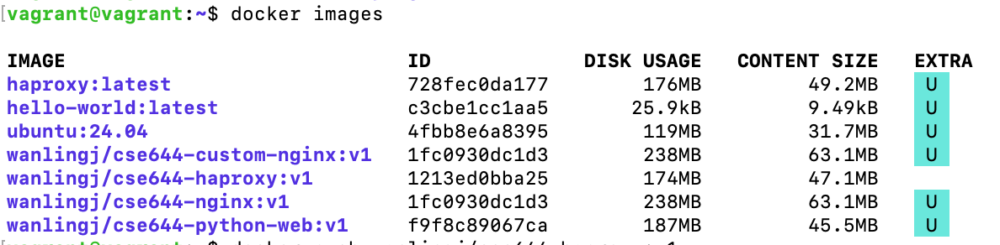 [vagrant@vagrant:~$ docker images
IMAGE ID DISK USAGE CONTENT SIZE EXTRA
haproxy:latest 728fec0da177 176MB 49.2MB U
hello-world:latest c3cbe1cc1aa5 25.9kB 9.49kB U
ubuntu:24.04 4fbb8e6a8395 119MB 31.7MB U
wanlingj/cse644-custom-nginx:v1 1fc0930dc1d3 238MB 63.1MB U
wanlingj/cse644-haproxy:v1 1213ed0bba25 174MB 47.1MB
wanlingj/cse644-nginx:v1 1fc0930dc1d3 238MB 63.1MB U
wanlingj/cse644-python-web:v1 f9f8c89067ca 187MB 45.5MB U